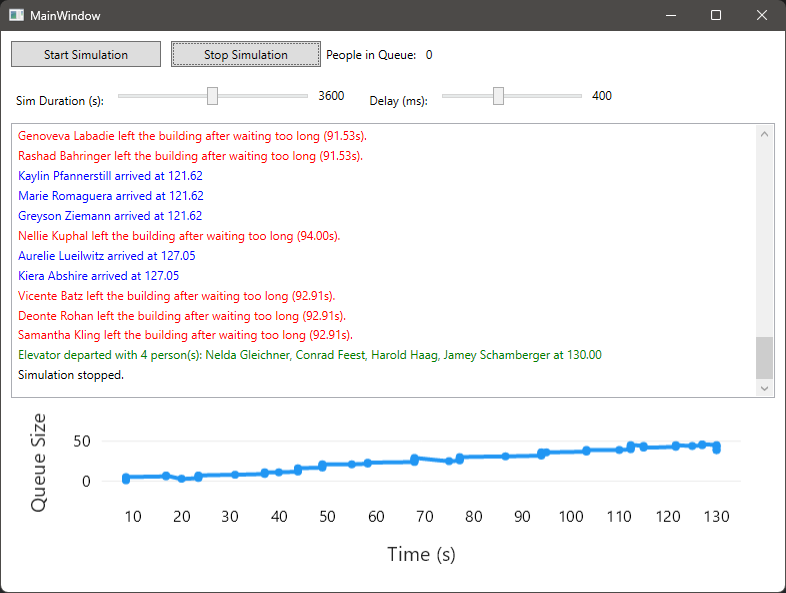 MainWindow
Start Simulation Stop Simulation People in Queue: 0
Sim Duration (s): 3600 Delay (ms): 400
Genoveva Labadie left the building after waiting too long (91.53s).
Rashad Bahringer left the building after waiting too long (91.53s).
Kaylin Pfannerstill arrived at 121.62
Marie Romaguera arrived at 121.62
Greyson Ziemann arrived at 121.62
Nellie Kuphal left the building after waiting too long (94.00s).
Aurelie Lueilwitz arrived at 127.05
Kiera Abshire arrived at 127.05
Vicente Batz left the building after waiting too long (92.91s).
Deonte Rohan left the building after waiting too long (92.91s).
Samantha Kling left the building after waiting too long (92.91s).
Elevator departed with 4 person(s): Nelda Gleichner, Conrad Feest, Harold Haag, Jamey Schamberger at 130.00
Simulation stopped.
Queue Size
50
0
10 20 30 40 50 60 70 80 90 100 110 120 130
Time (s)